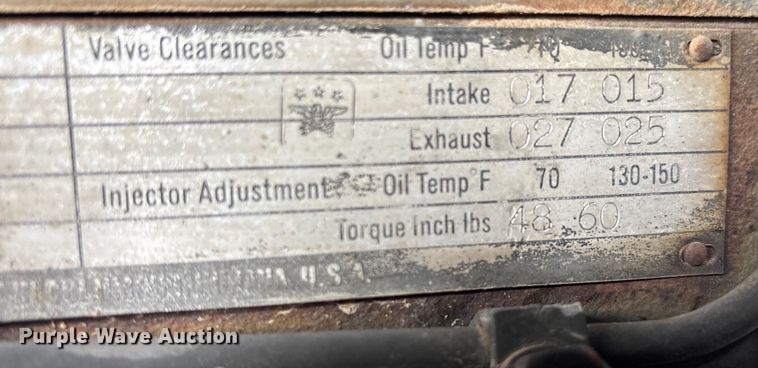 Valve Clearances Oil Temp°F 70
Intake 017 015
Exhaust 027 025
Injector Adjustment Oil Temp°F 70 130-150
Torque Inch lbs 48 60
U.S.A.
Purple Wave Auction